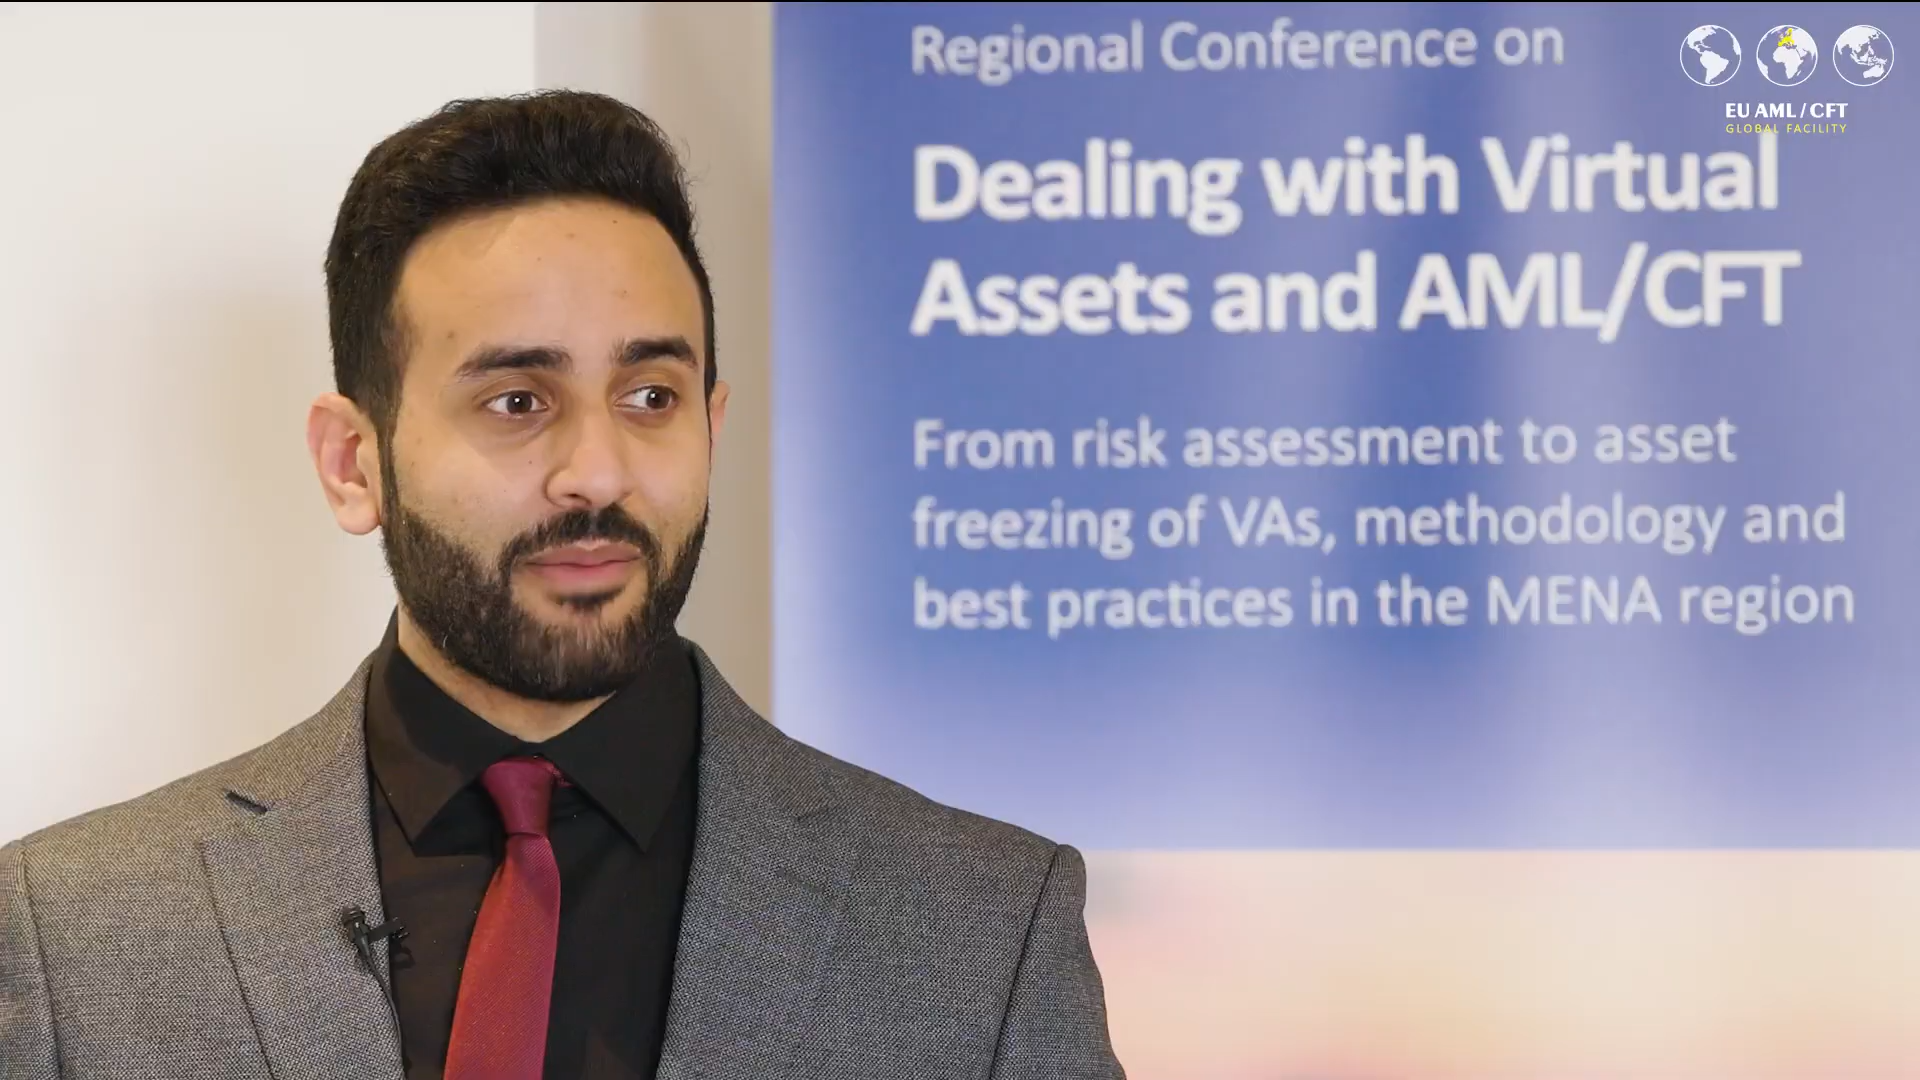 Regional Conference on
Dealing with Virtual
Assets and AML/CFT
From risk assessment to asset
freezing of VAs, methodology and
best practices in the MENA region
EU AML/CFT
GLOBAL FACILITY